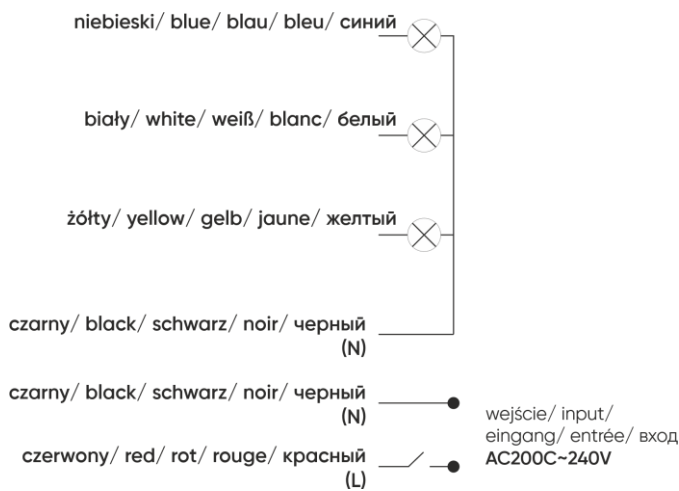 niebieski/ blue/ blau/ bleu/ синий
biały/ white/ weiß/ blanc/ белый
żółty/ yellow/ gelb/ jaune/ желтый
czarny/ black/ schwarz/ noir/ черный
(N)
czarny/ black/ schwarz/ noir/ черный
(N)
wejście/ input/
eingang/ entrée/ вход
AC200C~240V
czerwony/ red/ rot/ rouge/ красный
(L)